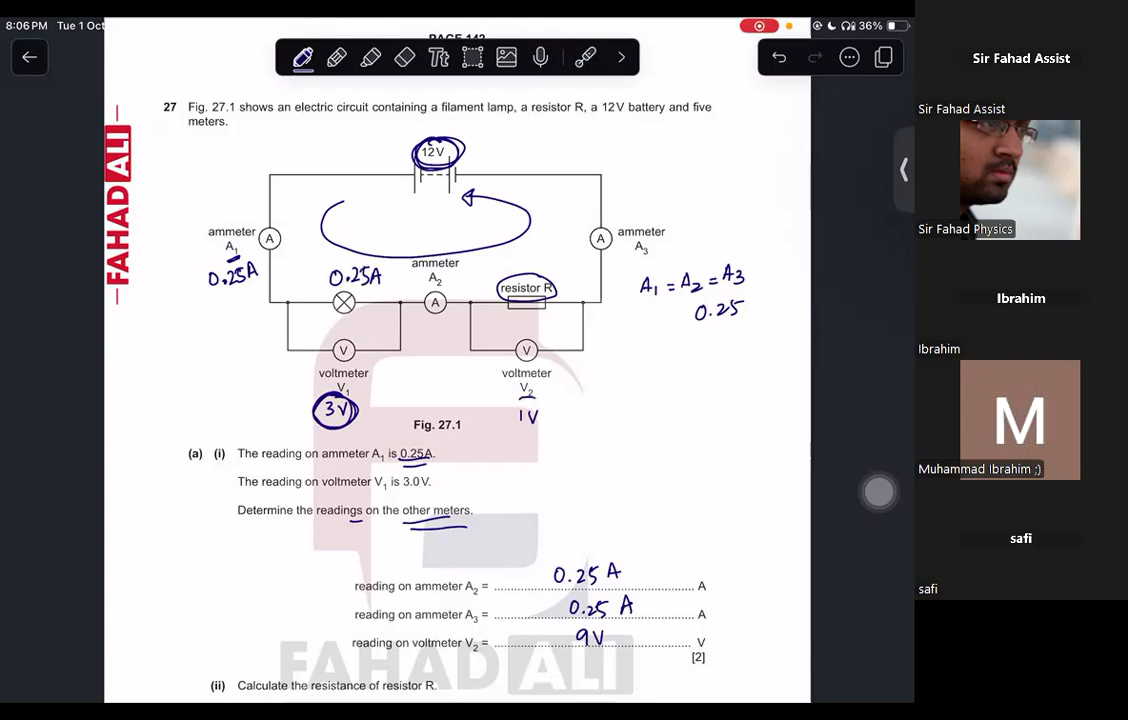 8:06 PM Tue 1 Oct
36%
Tt
27 Fig. 27.1 shows an electric circuit containing a filament lamp, a resistor R, a 12 V battery and five
meters.
FAHAD ALI
12 V
ammeter
A1
0.25A
0.25A
ammeter
A2
ammeter
A3
A
A
A
resistor R
A1 = A2 = A3
0.25
V
V
voltmeter
V1
3V
voltmeter
V2
1V
Fig. 27.1
(a) (i) The reading on ammeter A1 is 0.25A.
The reading on voltmeter V1 is 3.0 V.
Determine the readings on the other meters.
reading on ammeter A2 = 0.25 A A
reading on ammeter A3 = 0.25 A A
reading on voltmeter V2 = 9V V
[2]
FAHAD ALI
(ii) Calculate the resistance of resistor R.
Sir Fahad Assist
Sir Fahad Assist
Sir Fahad Physics
Ibrahim
Ibrahim
M
Muhammad Ibrahim ;)
safi
safi